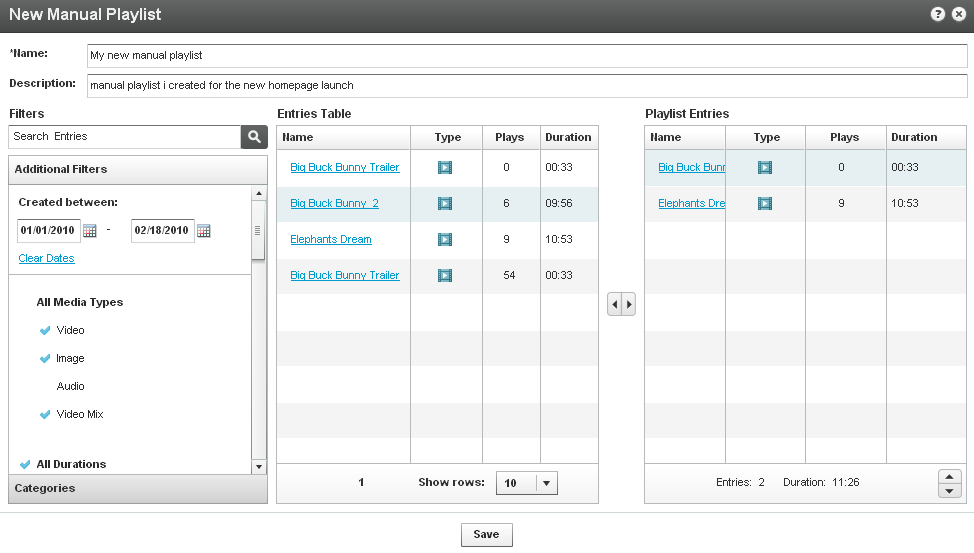 New Manual Playlist
*Name: My new manual playlist
Description: manual playlist i created for the new homepage launch
Filters
Search Entries
Additional Filters
Created between:
01/01/2010 - 02/18/2010
Clear Dates
All Media Types
Video
Image
Audio
Video Mix
All Durations
Categories
Entries Table
Name Type Plays Duration
Big Buck Bunny Trailer 0 00:33
Big Buck Bunny 2 6 09:56
Elephants Dream 9 10:53
Big Buck Bunny Trailer 54 00:33
1 Show rows: 10
Playlist Entries
Name Type Plays Duration
Big Buck Bunn 0 00:33
Elephants Dre 9 10:53
Entries: 2 Duration: 11:26
Save